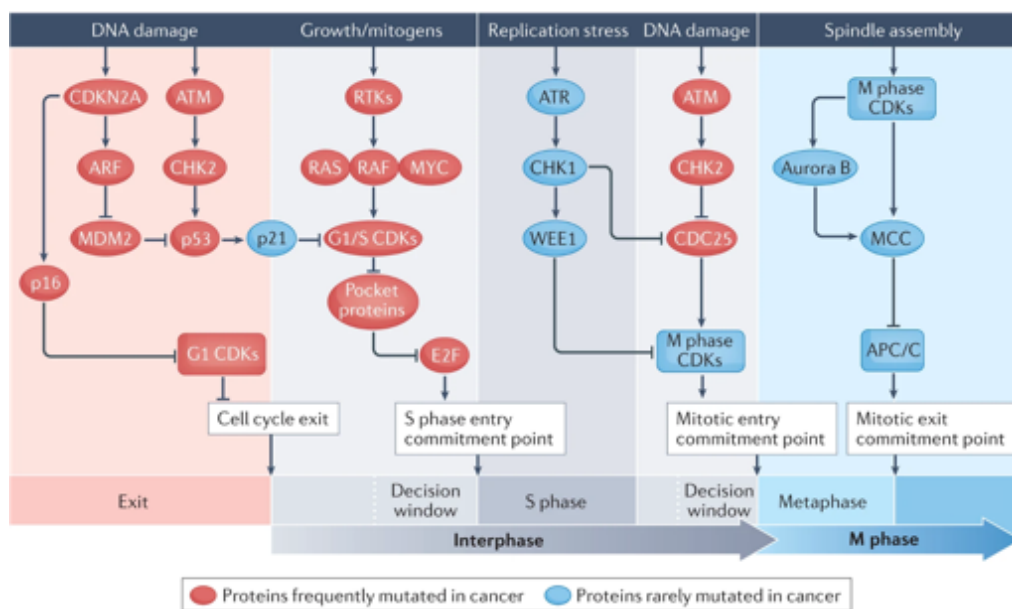 DNA damage
Growth/mitogens
Replication stress
DNA damage
Spindle assembly
CDKN2A
ATM
RTKs
ATR
ATM
M phase
CDKs
ARF
CHK2
RAS
RAF
MYC
CHK1
CHK2
Aurora B
MDM2
p53
p21
G1/S CDKs
WEE1
CDC25
MCC
p16
Pocket
proteins
G1 CDKs
E2F
M phase
CDKs
APC/C
Cell cycle exit
S phase entry
commitment point
Mitotic entry
commitment point
Mitotic exit
commitment point
Exit
Decision
window
S phase
Decision
window
Metaphase
Interphase
M phase
Proteins frequently mutated in cancer
Proteins rarely mutated in cancer